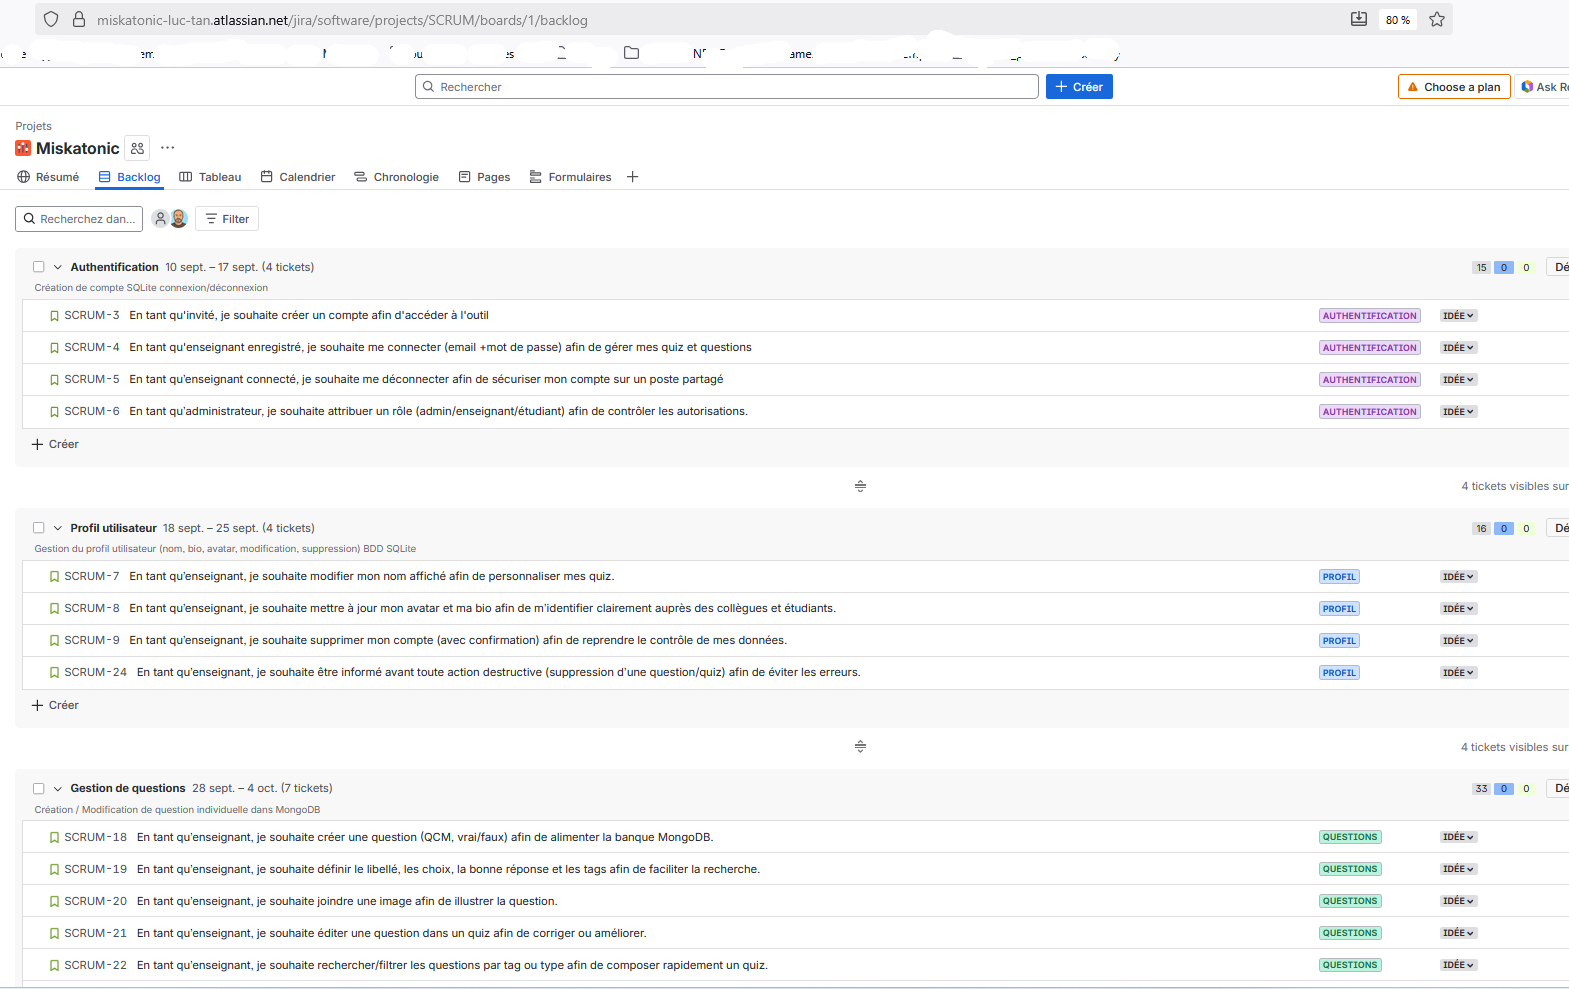 miskatonic-luc-tan.atlassian.net/jira/software/projects/SCRUM/boards/1/backlog
80 %
Rechercher
Créer
Choose a plan
Ask
Projets
Miskatonic
Résumé Backlog Tableau Calendrier Chronologie Pages Formulaires
Recherchez dan... Filter
Authentification 10 sept. – 17 sept. (4 tickets) 15 0 0
Création de compte SQLite connexion/déconnexion
SCRUM-3 En tant qu'invité, je souhaite créer un compte afin d'accéder à l'outil AUTHENTIFICATION IDÉE
SCRUM-4 En tant qu'enseignant enregistré, je souhaite me connecter (email +mot de passe) afin de gérer mes quiz et questions AUTHENTIFICATION IDÉE
SCRUM-5 En tant qu'enseignant connecté, je souhaite me déconnecter afin de sécuriser mon compte sur un poste partagé AUTHENTIFICATION IDÉE
SCRUM-6 En tant qu'administrateur, je souhaite attribuer un rôle (admin/enseignant/étudiant) afin de contrôler les autorisations. AUTHENTIFICATION IDÉE
Créer
4 tickets visibles sur
Profil utilisateur 18 sept. – 25 sept. (4 tickets) 16 0 0
Gestion du profil utilisateur (nom, bio, avatar, modification, suppression) BDD SQLite
SCRUM-7 En tant qu'enseignant, je souhaite modifier mon nom affiché afin de personnaliser mes quiz. PROFIL IDÉE
SCRUM-8 En tant qu'enseignant, je souhaite mettre à jour mon avatar et ma bio afin de m'identifier clairement auprès des collègues et étudiants. PROFIL IDÉE
SCRUM-9 En tant qu'enseignant, je souhaite supprimer mon compte (avec confirmation) afin de reprendre le contrôle de mes données. PROFIL IDÉE
SCRUM-24 En tant qu'enseignant, je souhaite être informé avant toute action destructive (suppression d'une question/quiz) afin de éviter les erreurs. PROFIL IDÉE
Créer
4 tickets visibles sur
Gestion de questions 28 sept. – 4 oct. (7 tickets) 33 0 0
Création / Modification de question individuelle dans MongoDB
SCRUM-18 En tant qu'enseignant, je souhaite créer une question (QCM, vrai/faux) afin de alimenter la banque MongoDB. QUESTIONS IDÉE
SCRUM-19 En tant qu'enseignant, je souhaite définir le libellé, les choix, la bonne réponse et les tags afin de faciliter la recherche. QUESTIONS IDÉE
SCRUM-20 En tant qu'enseignant, je souhaite joindre une image afin de illustrer la question. QUESTIONS IDÉE
SCRUM-21 En tant qu'enseignant, je souhaite éditer une question dans un quiz afin de corriger ou améliorer. QUESTIONS IDÉE
SCRUM-22 En tant qu'enseignant, je souhaite rechercher/filtrer les questions par tag ou type afin de composer rapidement un quiz. QUESTIONS IDÉE